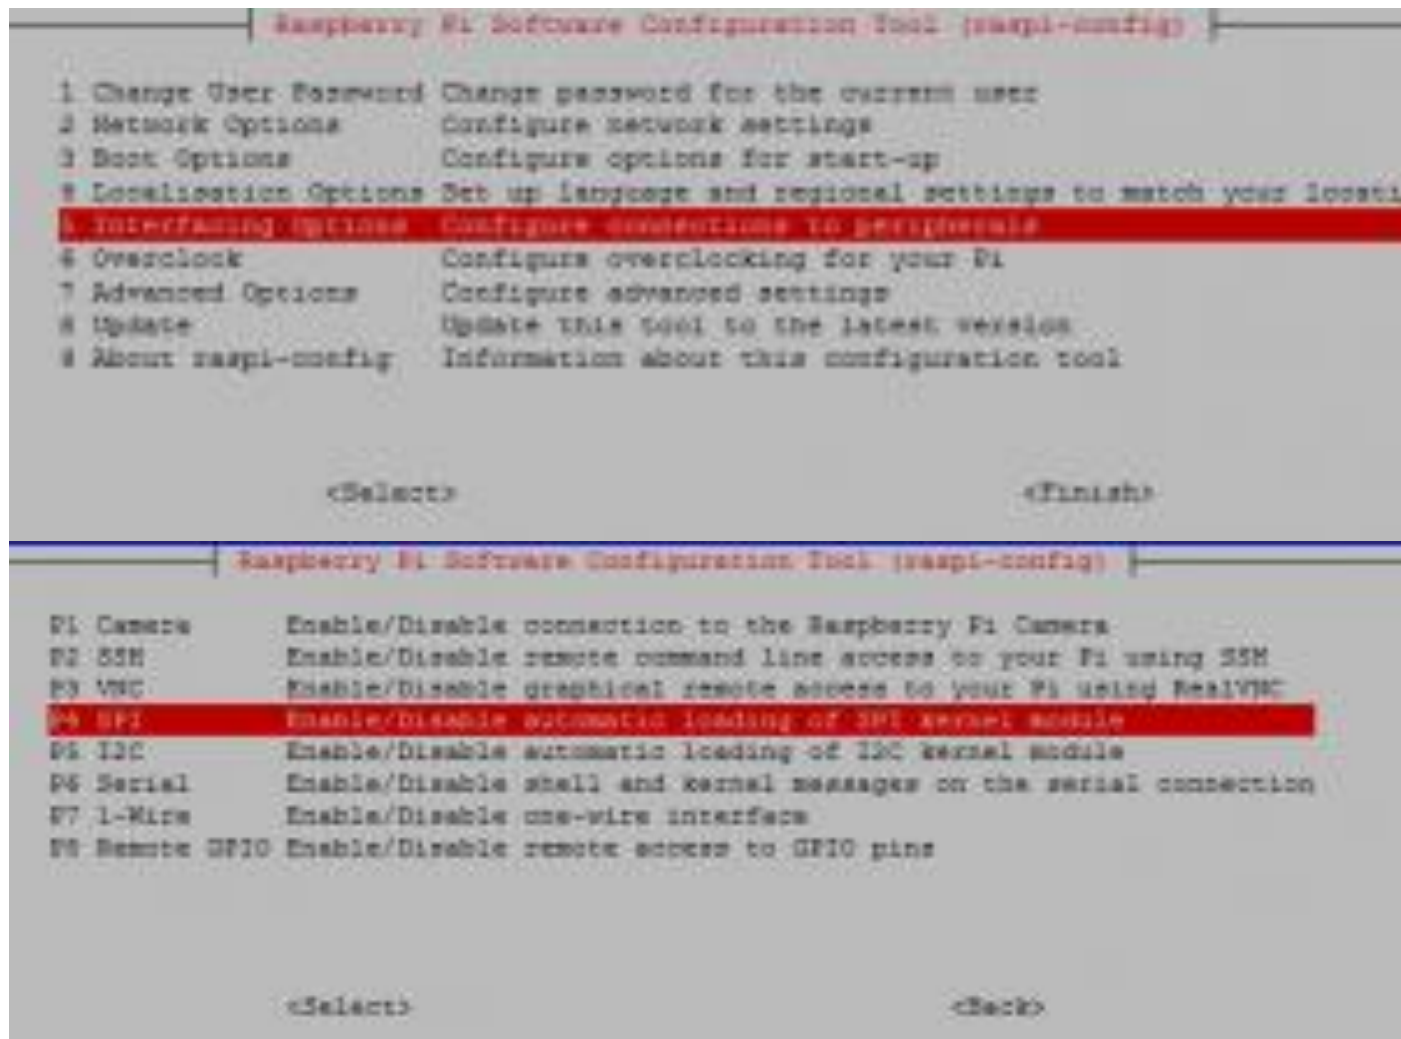 Raspberry Pi Software Configuration Tool (raspi-config)
1 Change User Password Change password for the current user
2 Network Options Configure network settings
3 Boot Options Configure options for start-up
4 Localisation Options Set up language and regional settings to match your locati
5 Interfacing Options Configure connections to peripherals
6 Overclock Configure overclocking for your Pi
7 Advanced Options Configure advanced settings
8 Update Update this tool to the latest version
9 About raspi-config Information about this configuration tool
<Select> <Finish>
Raspberry Pi Software Configuration Tool (raspi-config)
P1 Camera Enable/Disable connection to the Raspberry Pi Camera
P2 SSH Enable/Disable remote command line access to your Pi using SSH
P3 VNC Enable/Disable graphical remote access to your Pi using RealVNC
P4 SPI Enable/Disable automatic loading of SPI kernel module
P5 I2C Enable/Disable automatic loading of I2C kernel module
P6 Serial Enable/Disable shell and kernel messages on the serial connection
P7 1-Wire Enable/Disable one-wire interface
P8 Remote GPIO Enable/Disable remote access to GPIO pins
<Select> <Back>